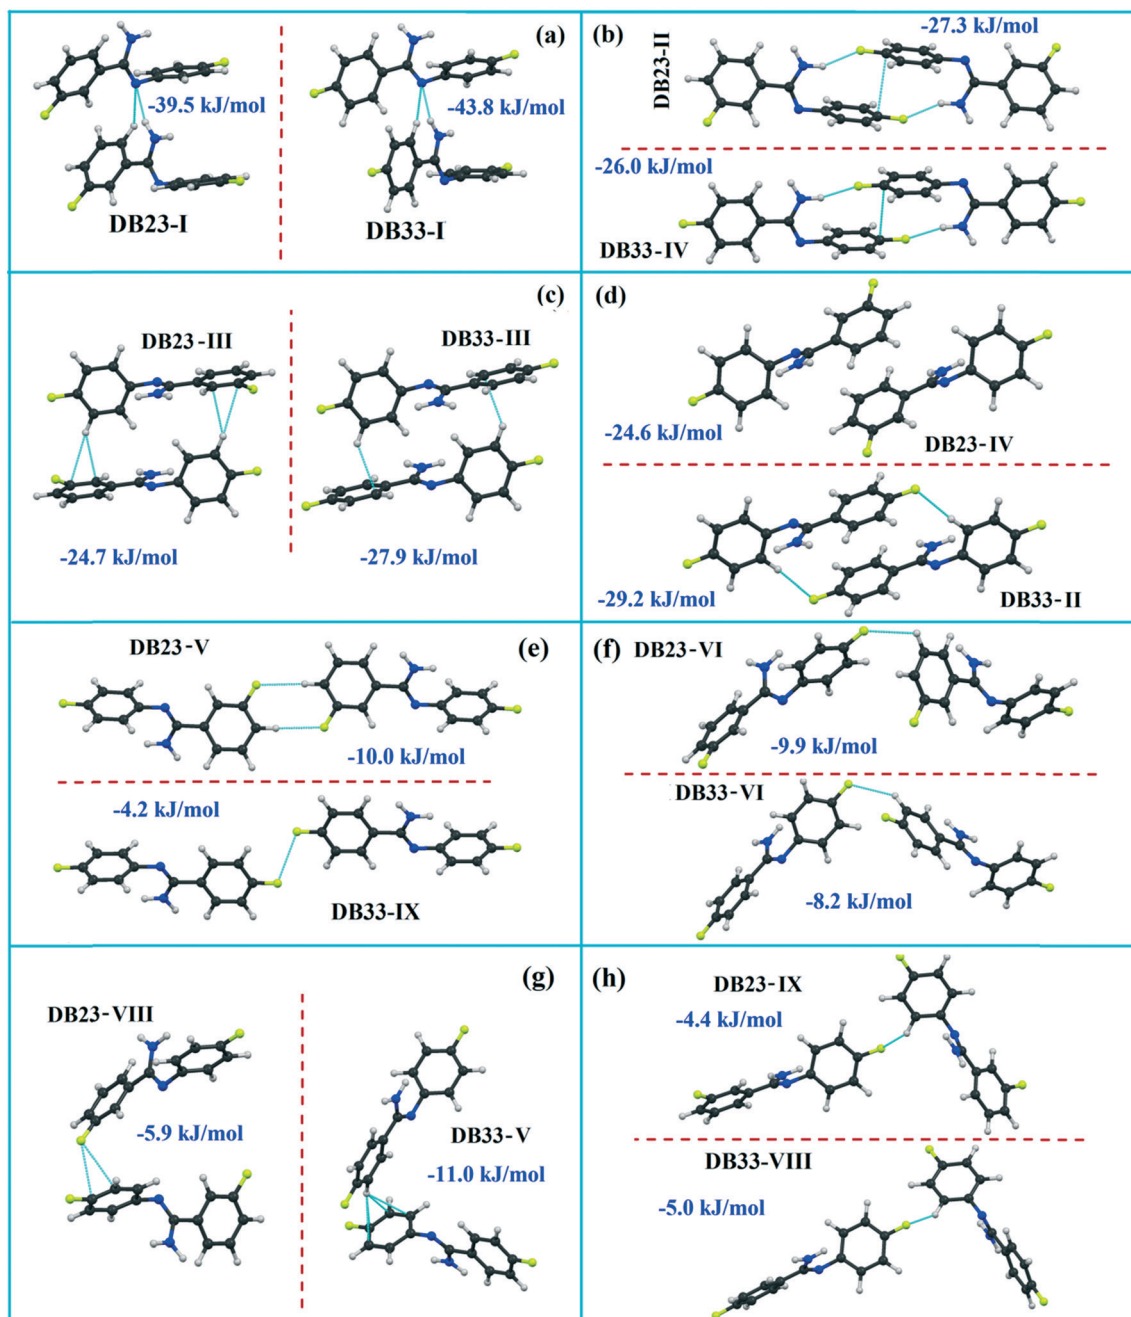 (a)
-39.5 kJ/mol
-43.8 kJ/mol
DB23-I
DB33-I
(b)
-27.3 kJ/mol
DB23-II
-26.0 kJ/mol
DB33-IV
(c)
DB23-III
DB33-III
-24.7 kJ/mol
-27.9 kJ/mol
(d)
-24.6 kJ/mol
DB23-IV
-29.2 kJ/mol
DB33-II
DB23-V
(e)
-10.0 kJ/mol
-4.2 kJ/mol
DB33-IX
(f)
DB23-VI
-9.9 kJ/mol
DB33-VI
-8.2 kJ/mol
(g)
DB23-VIII
-5.9 kJ/mol
DB33-V
-11.0 kJ/mol
(h)
DB23-IX
-4.4 kJ/mol
DB33-VIII
-5.0 kJ/mol